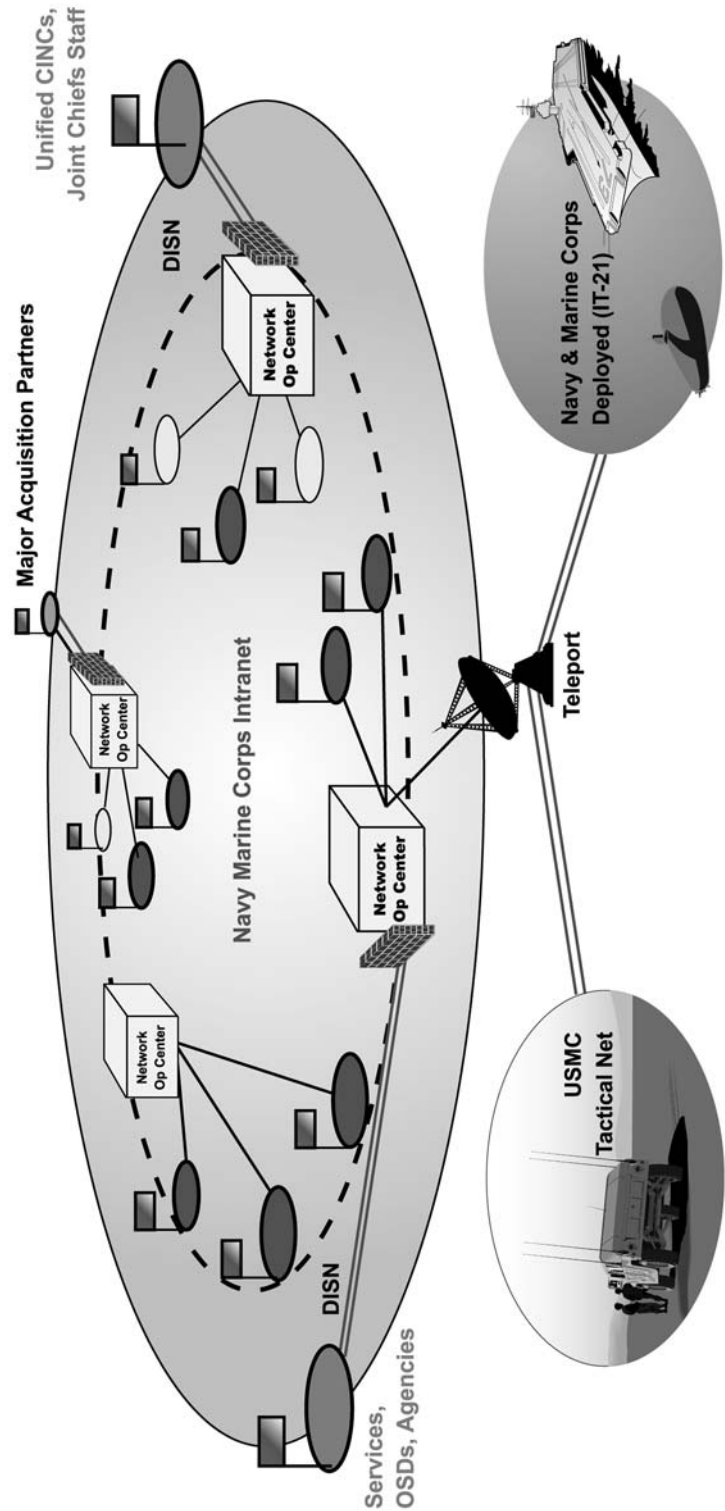 Unified CINCs,
Joint Chiefs Staff
Major Acquisition Partners
DISN
Network
Op Center
Network
Op Center
Network
Op Center
Navy Marine Corps Intranet
Network
Op Center
DISN
Services,
OSDs, Agencies
Teleport
USMC
Tactical Net
Navy & Marine Corps
Deployed (IT-21)